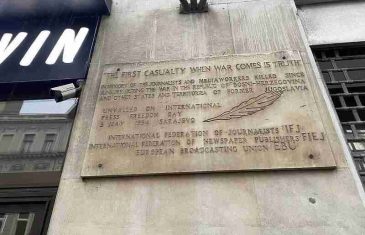 VIN
THE FIRST CASUALTY WHEN WAR COMES IS TRUTH
IN MEMORY OF THE JOURNALISTS AND MEDIAWORKERS KILLED SINCE
DURING THE WAR IN THE REPUBLIC OF BOSNIA-HERZEGOVINA
AND OTHER STATES AND TERRITORIES OF FORMER YUGOSLAVIA
UNVEILED ON INTERNATIONAL
PRESS FREEDOM DAY
3 MAY 1994 SARAJEVO
INTERNATIONAL FEDERATION OF JOURNALISTS IFJ
INTERNATIONAL FEDERATION OF NEWSPAPER PUBLISHERS FIEJ
EUROPEAN BROADCASTING UNION EBU